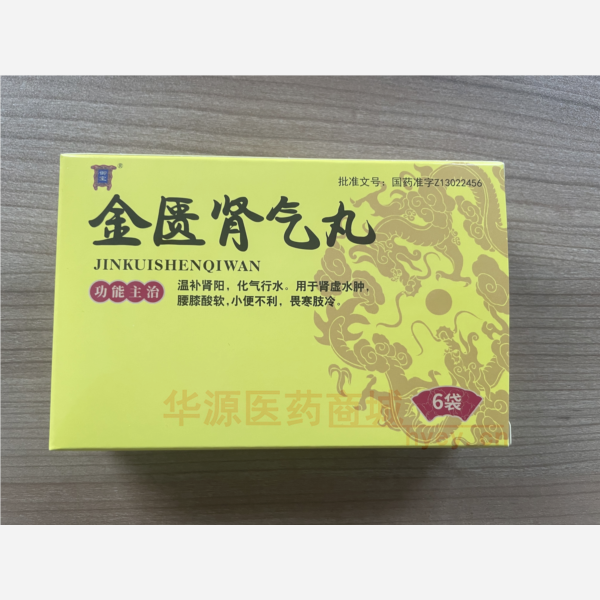 御室
®
批准文号：国药准字Z13022456
金匮肾气丸
JINKUISHENQIWAN
功能主治
温补肾阳，化气行水。用于肾虚水肿，
腰膝酸软，小便不利，畏寒肢冷。
华源医药商城
6袋